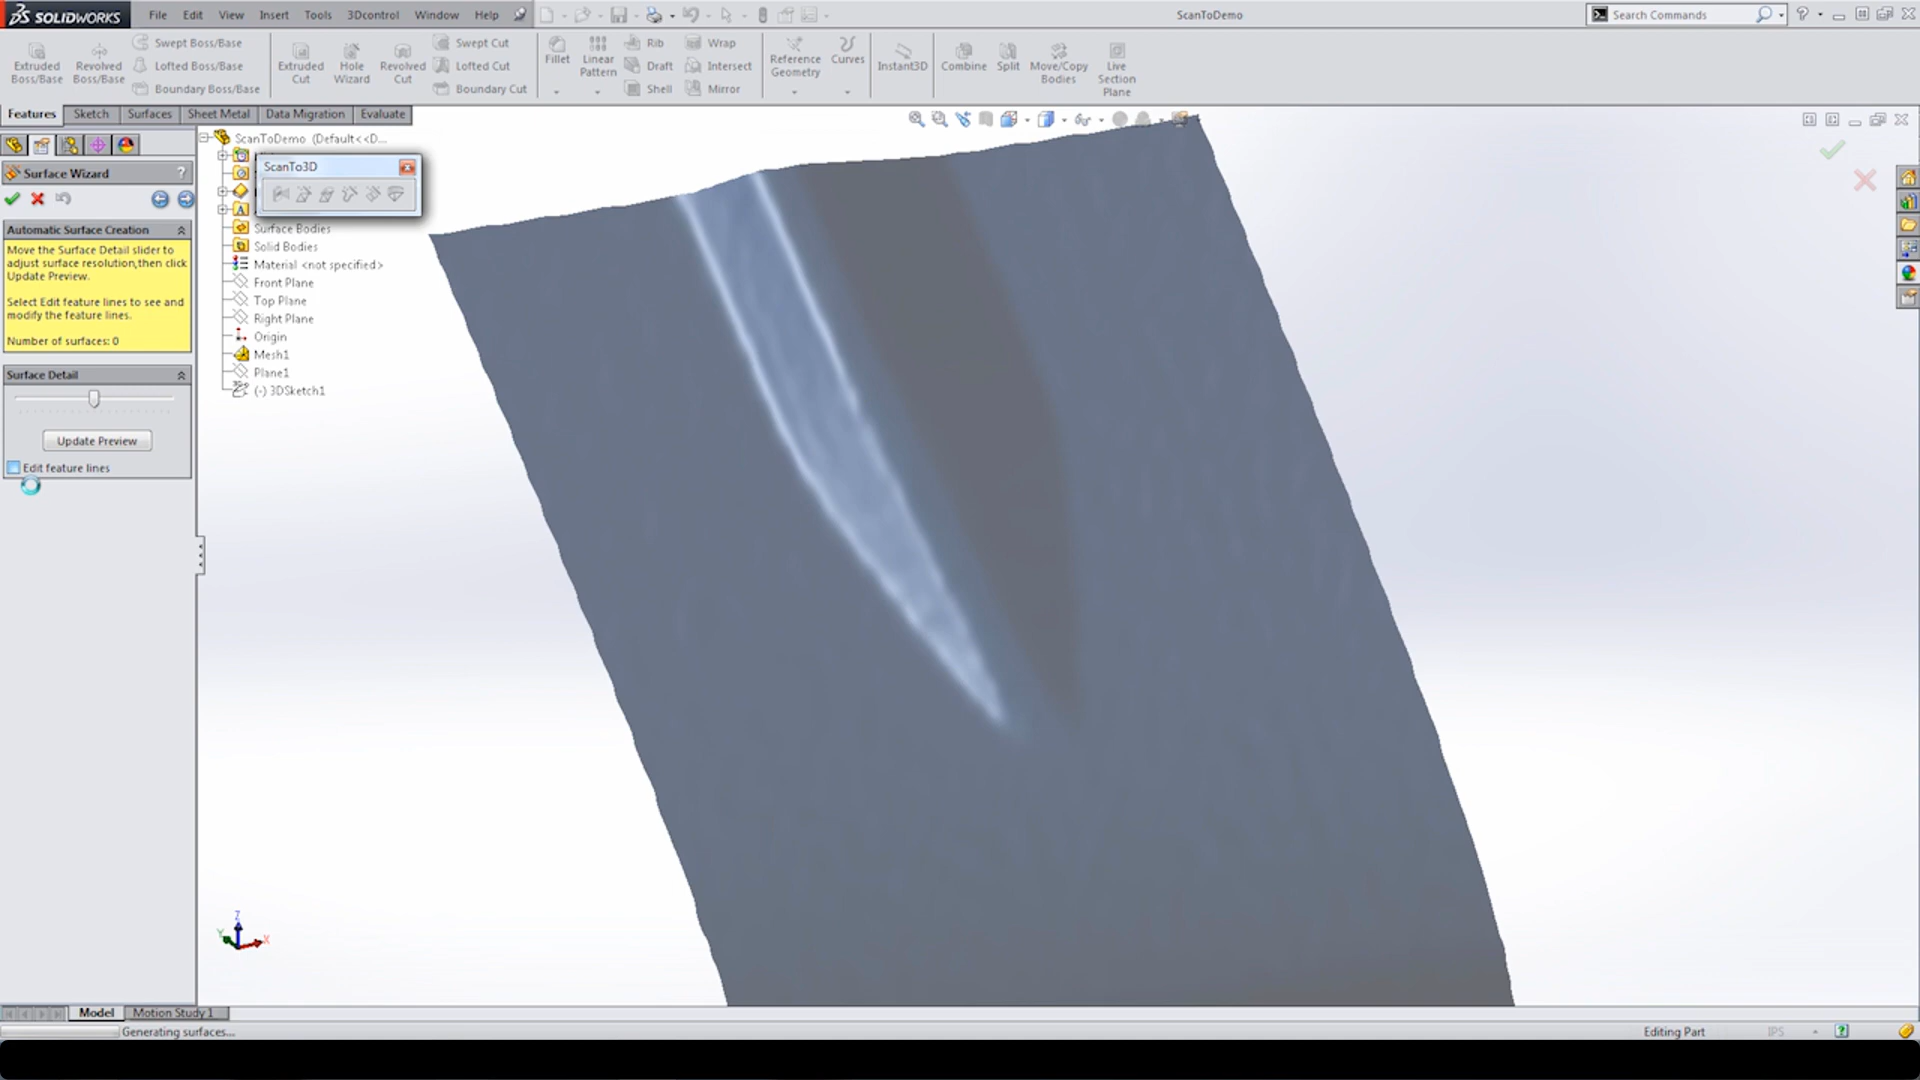 SOLIDWORKS File Edit View Insert Tools 3Dcontrol Window Help ScanToDemo Search Commands
Extruded Boss/Base
Revolved Boss/Base
Swept Boss/Base
Lofted Boss/Base
Boundary Boss/Base
Extruded Cut
Hole Wizard
Revolved Cut
Swept Cut
Lofted Cut
Boundary Cut
Fillet
Linear Pattern
Rib
Draft
Shell
Wrap
Intersect
Mirror
Reference Geometry
Curves
Instant3D
Combine
Split
Move/Copy Bodies
Live Section Plane
Features Sketch Surfaces Sheet Metal Data Migration Evaluate
ScanToDemo (Default<<D...
ScanTo3D
Surface Wizard ?
Automatic Surface Creation
Move the Surface Detail slider to
adjust surface resolution,then click
Update Preview.
Select Edit feature lines to see and
modify the feature lines.
Number of surfaces: 0
Surface Detail
Update Preview
Edit feature lines
Surface Bodies
Solid Bodies
Material <not specified>
Front Plane
Top Plane
Right Plane
Origin
Mesh1
Plane1
(-) 3DSketch1
Z
Y
X
Model Motion Study 1
Generating surfaces... Editing Part IPS